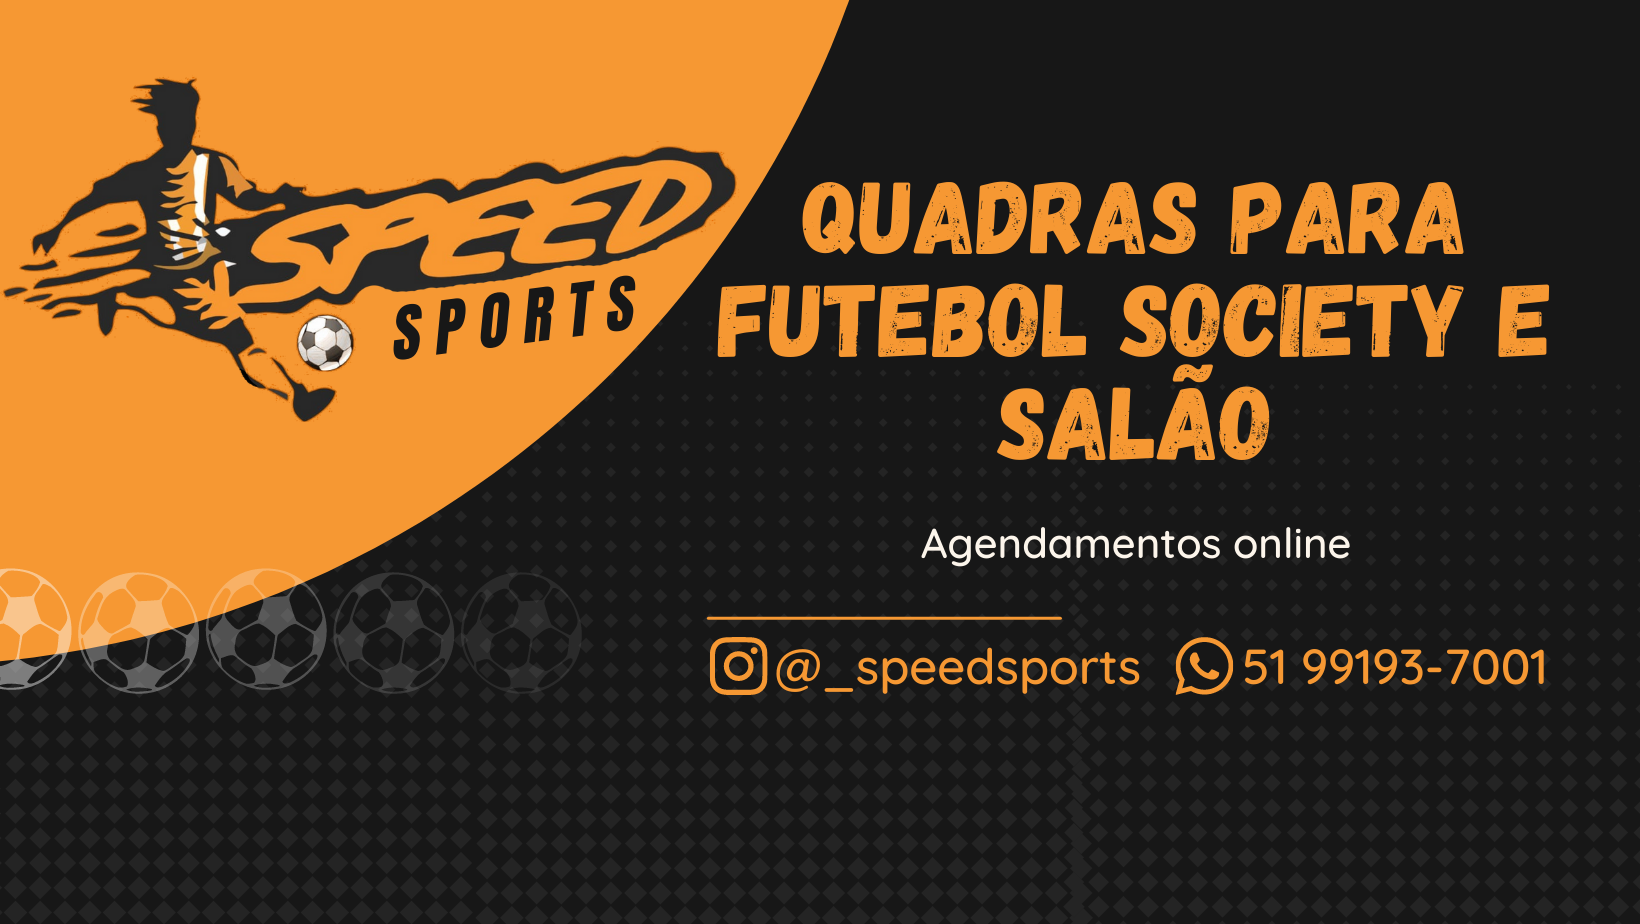 SPEED
SPORTS
QUADRAS PARA
FUTEBOL SOCIETY E
SALÃO
Agendamentos online
@_speedsports
51 99193-7001